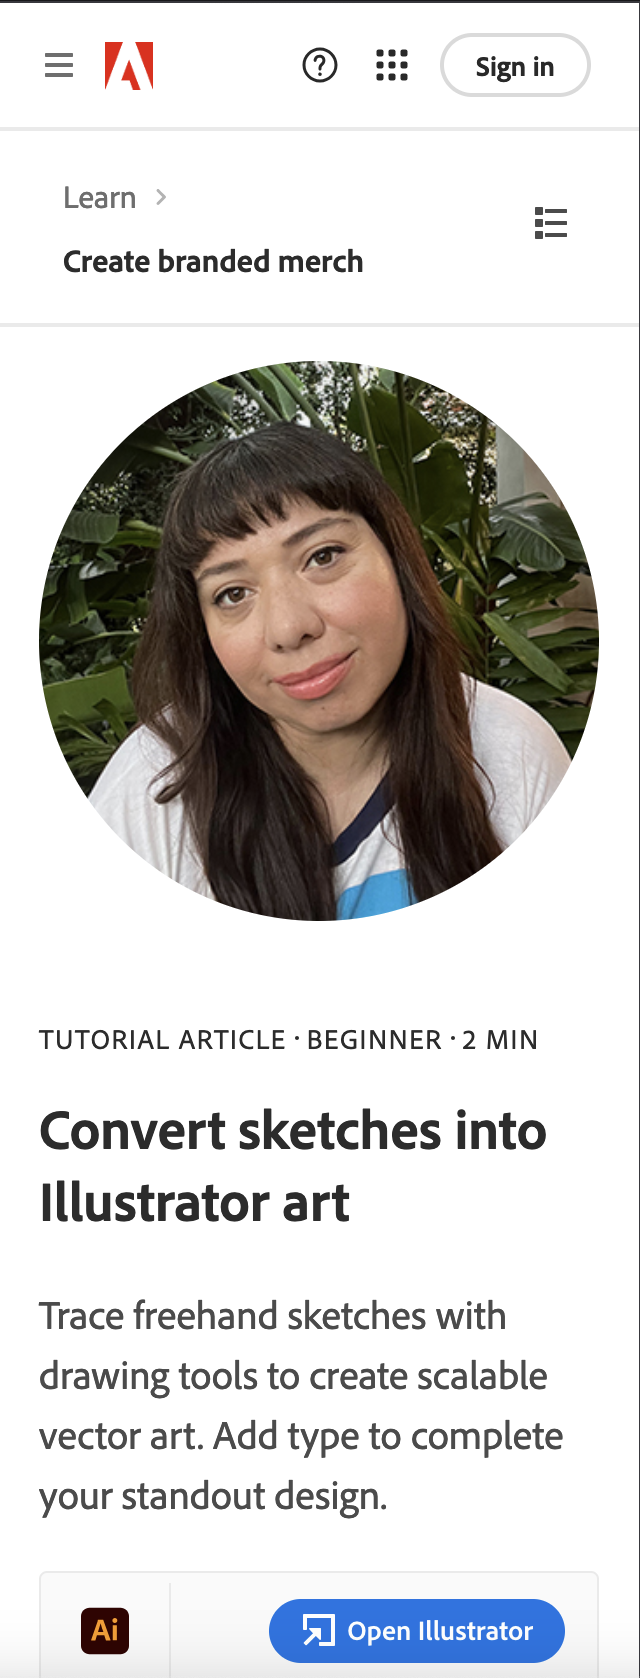 Sign in
Learn
Create branded merch
TUTORIAL ARTICLE · BEGINNER · 2 MIN
Convert sketches into
Illustrator art
Trace freehand sketches with
drawing tools to create scalable
vector art. Add type to complete
your standout design.
Ai
Open Illustrator